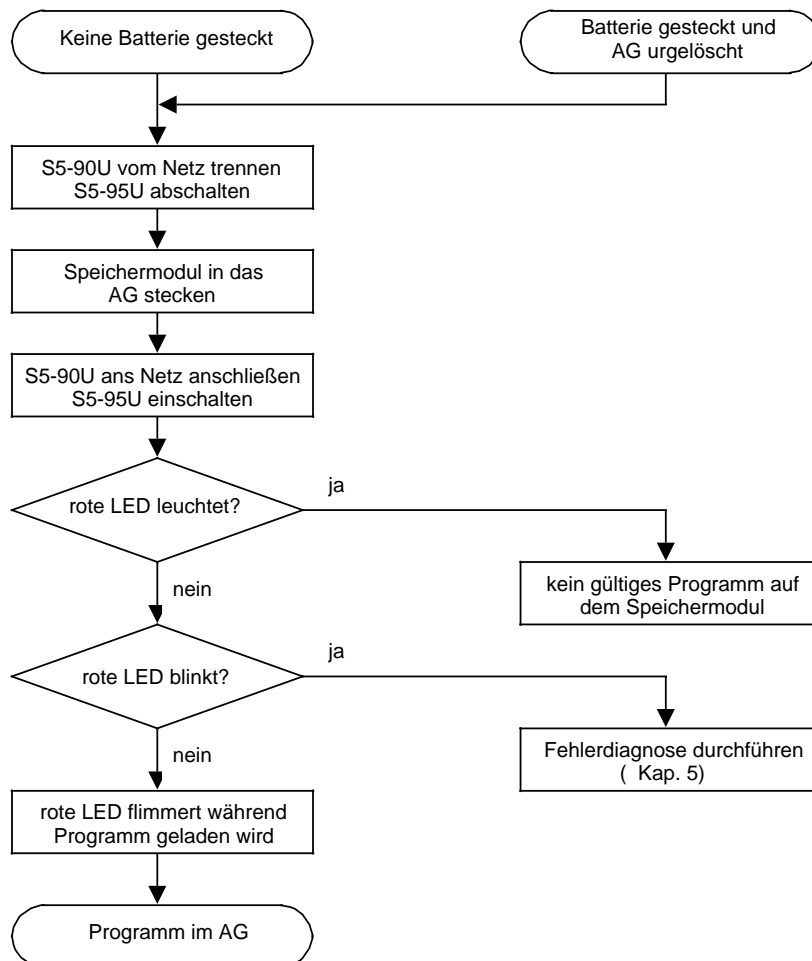 Keine Batterie gesteckt
Batterie gesteckt und
AG urgelöscht
S5-90U vom Netz trennen
S5-95U abschalten
Speichermodul in das
AG stecken
S5-90U ans Netz anschließen
S5-95U einschalten
rote LED leuchtet?
ja
nein
kein gültiges Programm auf
dem Speichermodul
rote LED blinkt?
ja
nein
Fehlerdiagnose durchführen
( Kap. 5)
rote LED flimmert während
Programm geladen wird
Programm im AG